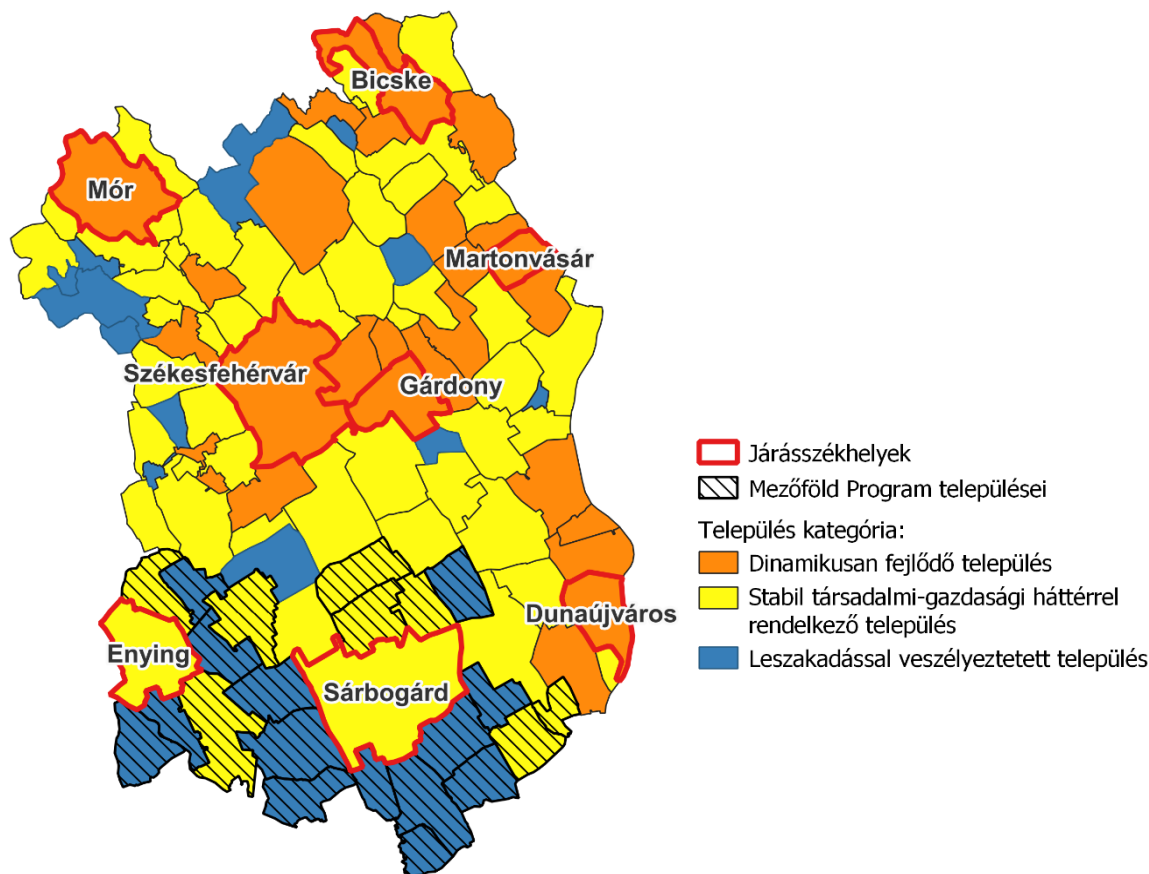 Bicske
Mór
Martonvásár
Székesfehérvár
Gárdony
Dunaújváros
Enying
Sárbogárd
Járásszékhelyek
Mezőföld Program települései
Település kategória:
Dinamikusan fejlődő település
Stabil társadalmi-gazdasági háttérrel
rendelkező település
Leszakadással veszélyeztetett település